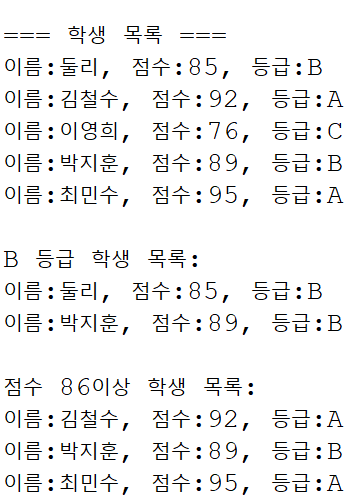 === 학생 목록 ===
이름:둘리, 점수:85, 등급:B
이름:김철수, 점수:92, 등급:A
이름:이영희, 점수:76, 등급:C
이름:박지훈, 점수:89, 등급:B
이름:최민수, 점수:95, 등급:A
B 등급 학생 목록:
이름:둘리, 점수:85, 등급:B
이름:박지훈, 점수:89, 등급:B
점수 86이상 학생 목록:
이름:김철수, 점수:92, 등급:A
이름:박지훈, 점수:89, 등급:B
이름:최민수, 점수:95, 등급:A